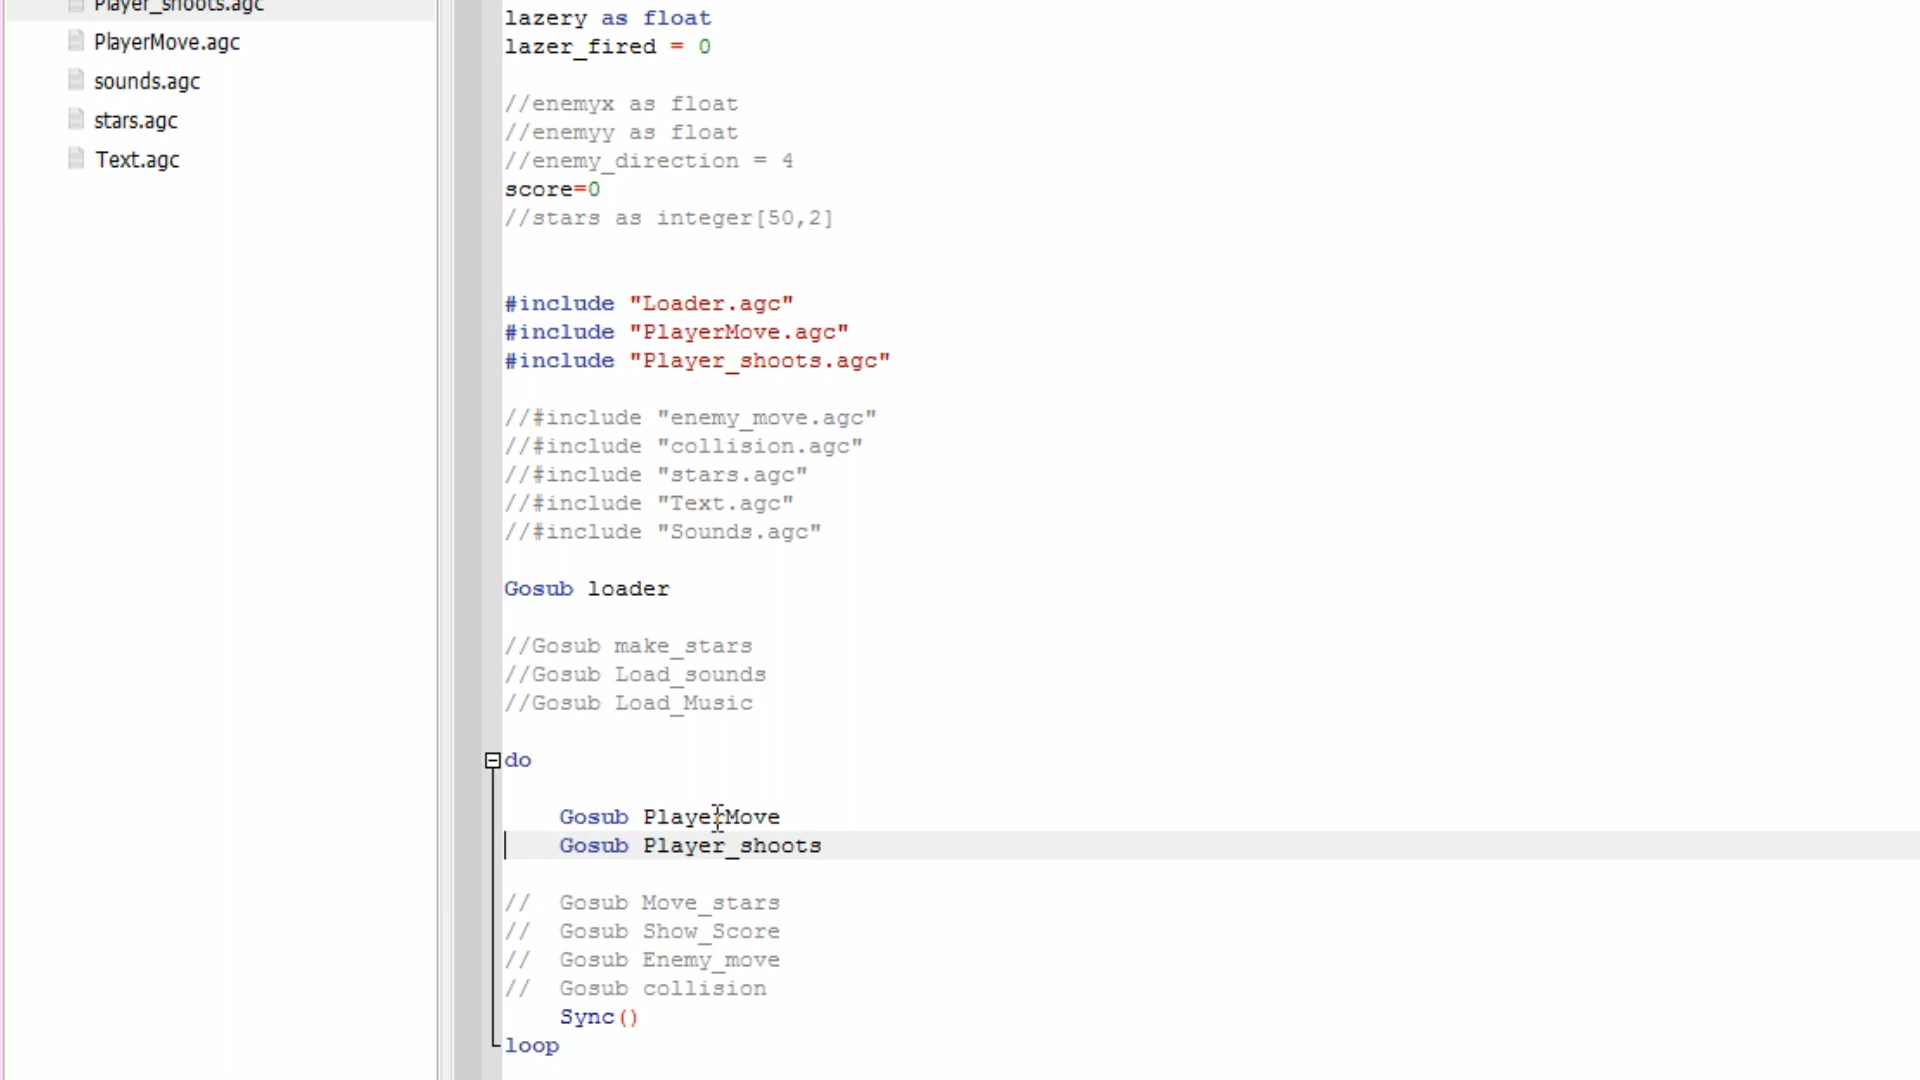 Player_shoots.agc
PlayerMove.agc
sounds.agc
stars.agc
Text.agc
lazery as float
lazer_fired = 0
//enemyx as float
//enemyy as float
//enemy_direction = 4
score=0
//stars as integer[50,2]
#include "Loader.agc"
#include "PlayerMove.agc"
#include "Player_shoots.agc"
//#include "enemy_move.agc"
//#include "collision.agc"
//#include "stars.agc"
//#include "Text.agc"
//#include "Sounds.agc"
Gosub loader
//Gosub make_stars
//Gosub Load_sounds
//Gosub Load_Music
do
Gosub PlayerMove
Gosub Player_shoots
//  Gosub Move_stars
//  Gosub Show_Score
//  Gosub Enemy_move
//  Gosub collision
Sync()
loop